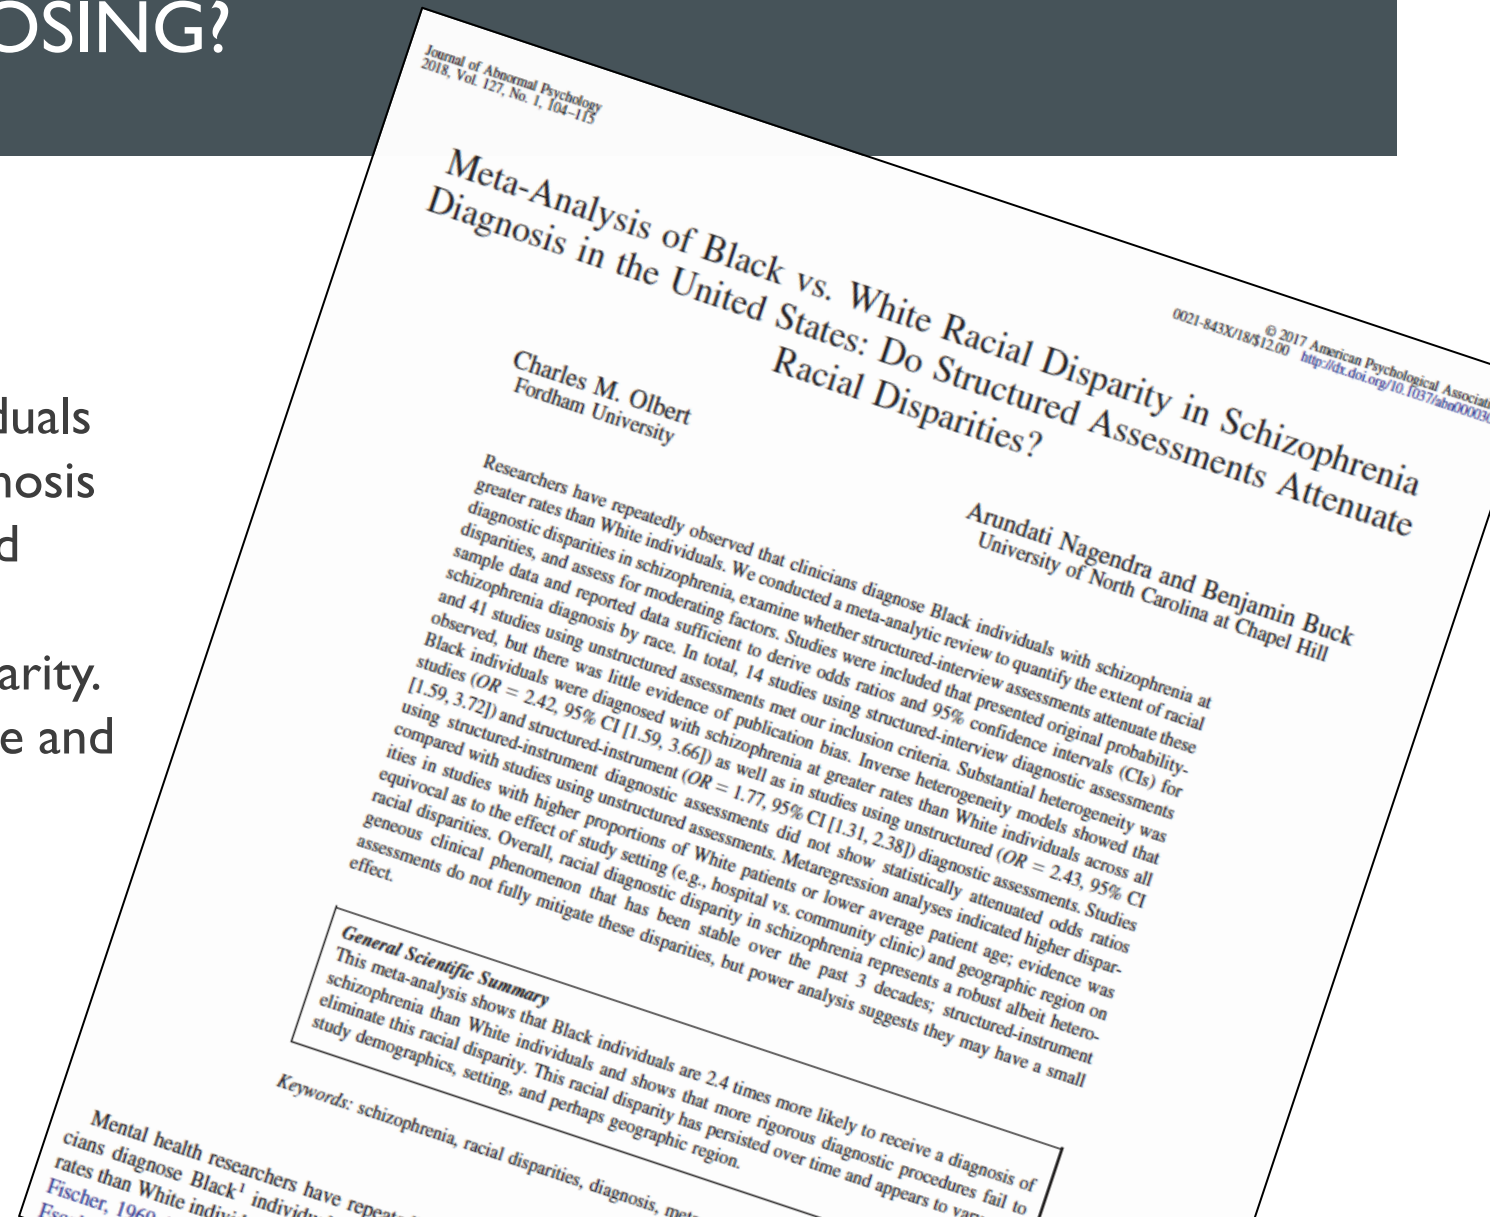 OSING?
duals
nosis
d
arity.
e and
Journal of Abnormal Psychology
2018, Vol. 127, No. 1, 104–115
© 2017 American Psychological Associati
0021-843X/18/$12.00 http://dx.doi.org/10.1037/abn000030
Meta-Analysis of Black vs. White Racial Disparity in Schizophrenia
Diagnosis in the United States: Do Structured Assessments Attenuate
Racial Disparities?
Charles M. Olbert
Fordham University
Arundati Nagendra and Benjamin Buck
University of North Carolina at Chapel Hill
Researchers have repeatedly observed that clinicians diagnose Black individuals with schizophrenia at
greater rates than White individuals. We conducted a meta-analytic review to quantify the extent of racial
diagnostic disparities in schizophrenia, examine whether structured-interview assessments attenuate these
disparities, and assess for moderating factors. Studies were included that presented original probability-
sample data and reported data sufficient to derive odds ratios and 95% confidence intervals (CIs) for
schizophrenia diagnosis by race. In total, 14 studies using structured-interview diagnostic assessments
and 41 studies using unstructured assessments met our inclusion criteria. Substantial heterogeneity was
observed, but there was little evidence of publication bias. Inverse heterogeneity models showed that
Black individuals were diagnosed with schizophrenia at greater rates than White individuals across all
studies (OR = 2.42, 95% CI [1.59, 3.66]) as well as in studies using unstructured (OR = 2.43, 95% CI
[1.59, 3.72]) and structured-instrument (OR = 1.77, 95% CI [1.31, 2.38]) diagnostic assessments. Studies
using structured-instrument diagnostic assessments did not show statistically attenuated odds ratios
compared with studies using unstructured assessments. Metaregression analyses indicated higher dispar-
ities in studies with higher proportions of White patients or lower average patient age; evidence was
equivocal as to the effect of study setting (e.g., hospital vs. community clinic) and geographic region on
racial disparities. Overall, racial diagnostic disparity in schizophrenia represents a robust albeit hetero-
geneous clinical phenomenon that has been stable over the past 3 decades; structured-instrument
assessments do not fully mitigate these disparities, but power analysis suggests they may have a small
effect.
General Scientific Summary
This meta-analysis shows that Black individuals are 2.4 times more likely to receive a diagnosis of
schizophrenia than White individuals and shows that more rigorous diagnostic procedures fail to
eliminate this racial disparity. This racial disparity has persisted over time and appears to vary
study demographics, setting, and perhaps geographic region.
Keywords: schizophrenia, racial disparities, diagnosis, meta
Mental health researchers have repeate
cians diagnose Black1 individu
rates than White indivi
Fischer, 1969